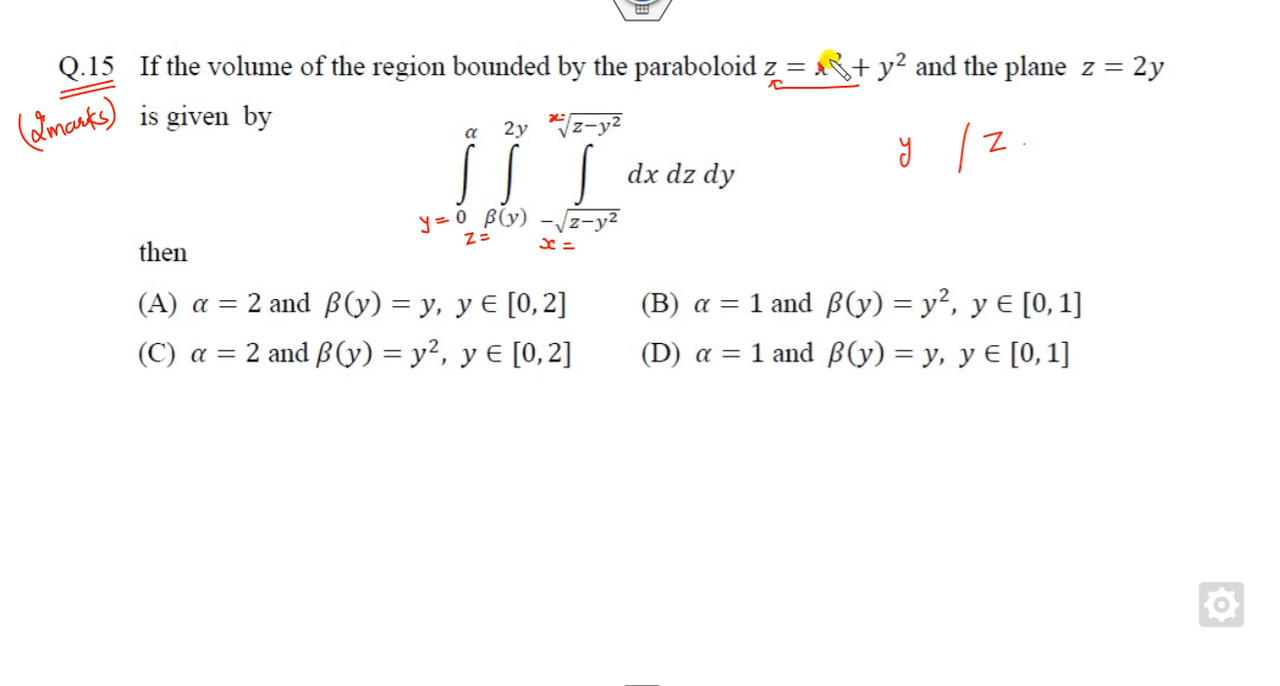 Q.15 If the volume of the region bounded by the paraboloid z = x² + y² and the plane z = 2y
(2marks) is given by
α 2y x=√z−y²
∫ ∫ ∫ dx dz dy
y= 0 β(y) −√z−y²
z= x=
y / z .
then
(A) α = 2 and β(y) = y, y ∈ [0, 2] (B) α = 1 and β(y) = y², y ∈ [0, 1]
(C) α = 2 and β(y) = y², y ∈ [0, 2] (D) α = 1 and β(y) = y, y ∈ [0, 1]